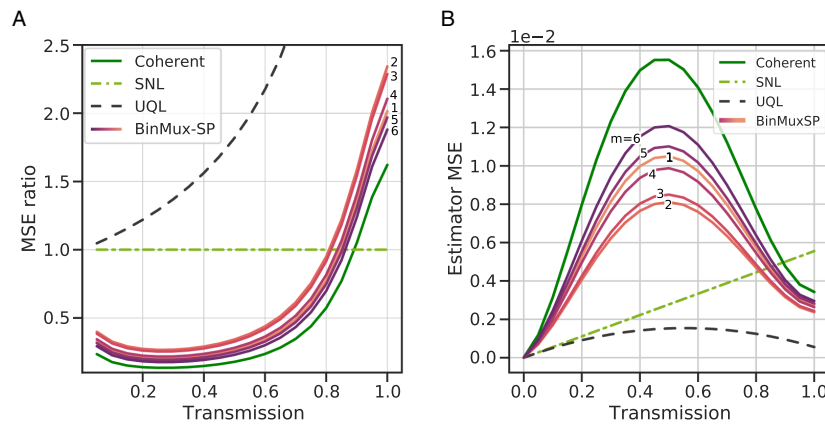 A
MSE ratio
2.5
2.0
1.5
1.0
0.5
0.2
0.4
0.6
0.8
1.0
Transmission
Coherent
SNL
UQL
BinMux-SP
2
3
4
1
5
6
B
1e−2
Estimator MSE
1.6
1.4
1.2
1.0
0.8
0.6
0.4
0.2
0.0
0.0
0.2
0.4
0.6
0.8
1.0
Transmission
Coherent
SNL
UQL
BinMuxSP
m=6
5
1
4
3
2